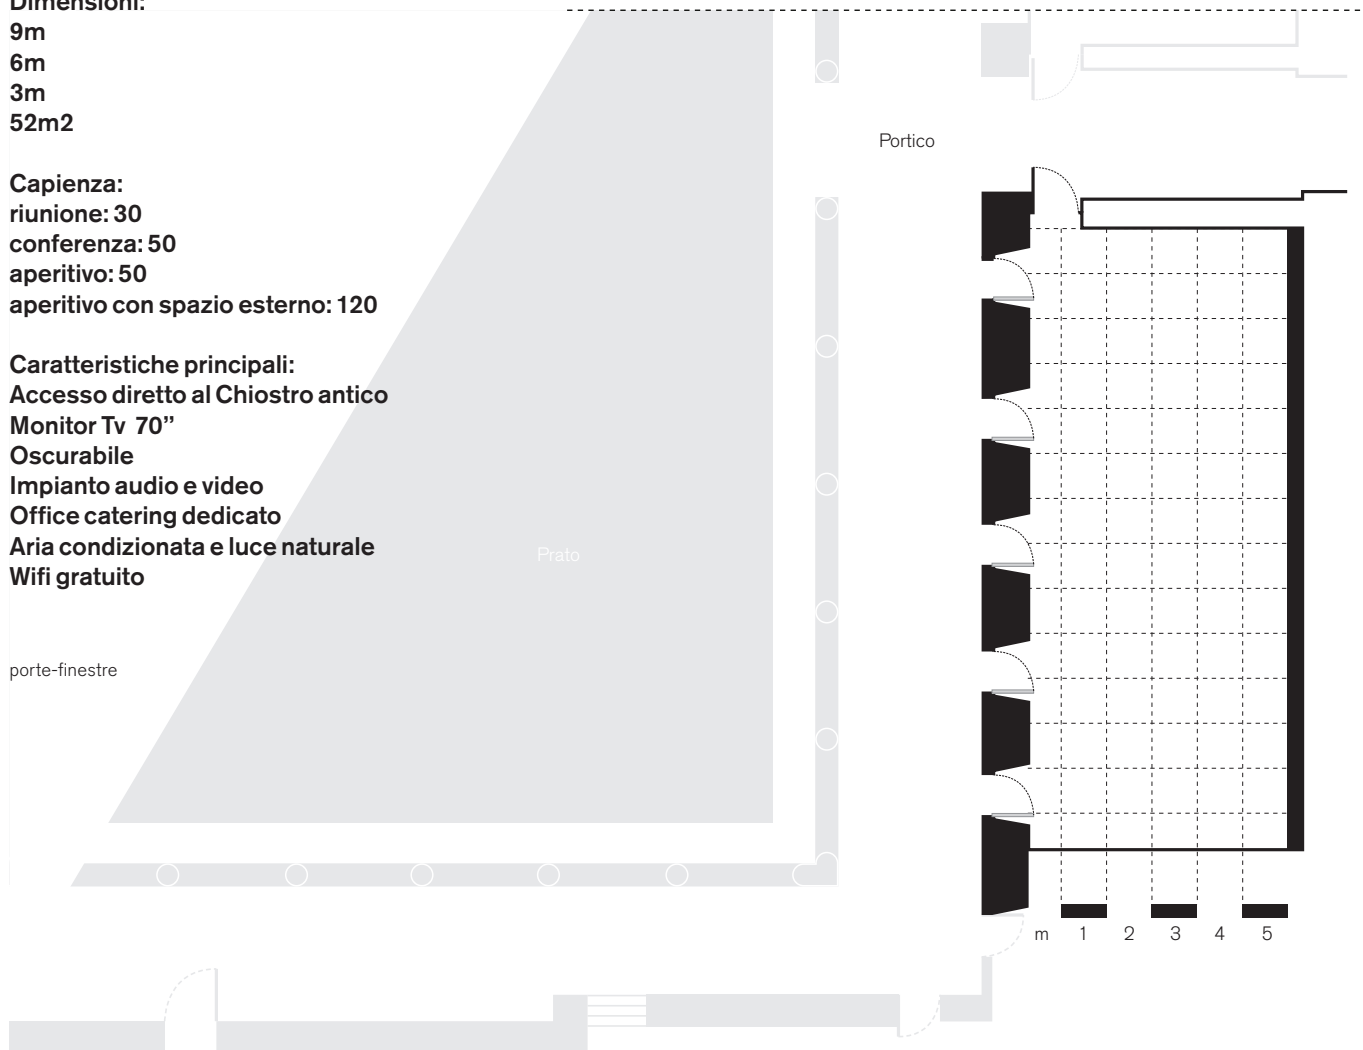 Dimensioni:
9m
6m
3m
52m2
Capienza:
riunione: 30
conferenza: 50
aperitivo: 50
aperitivo con spazio esterno: 120
Caratteristiche principali:
Accesso diretto al Chiostro antico
Monitor Tv 70”
Oscurabile
Impianto audio e video
Office catering dedicato
Aria condizionata e luce naturale
Wifi gratuito
porte-finestre
Prato
Portico
m 1 2 3 4 5